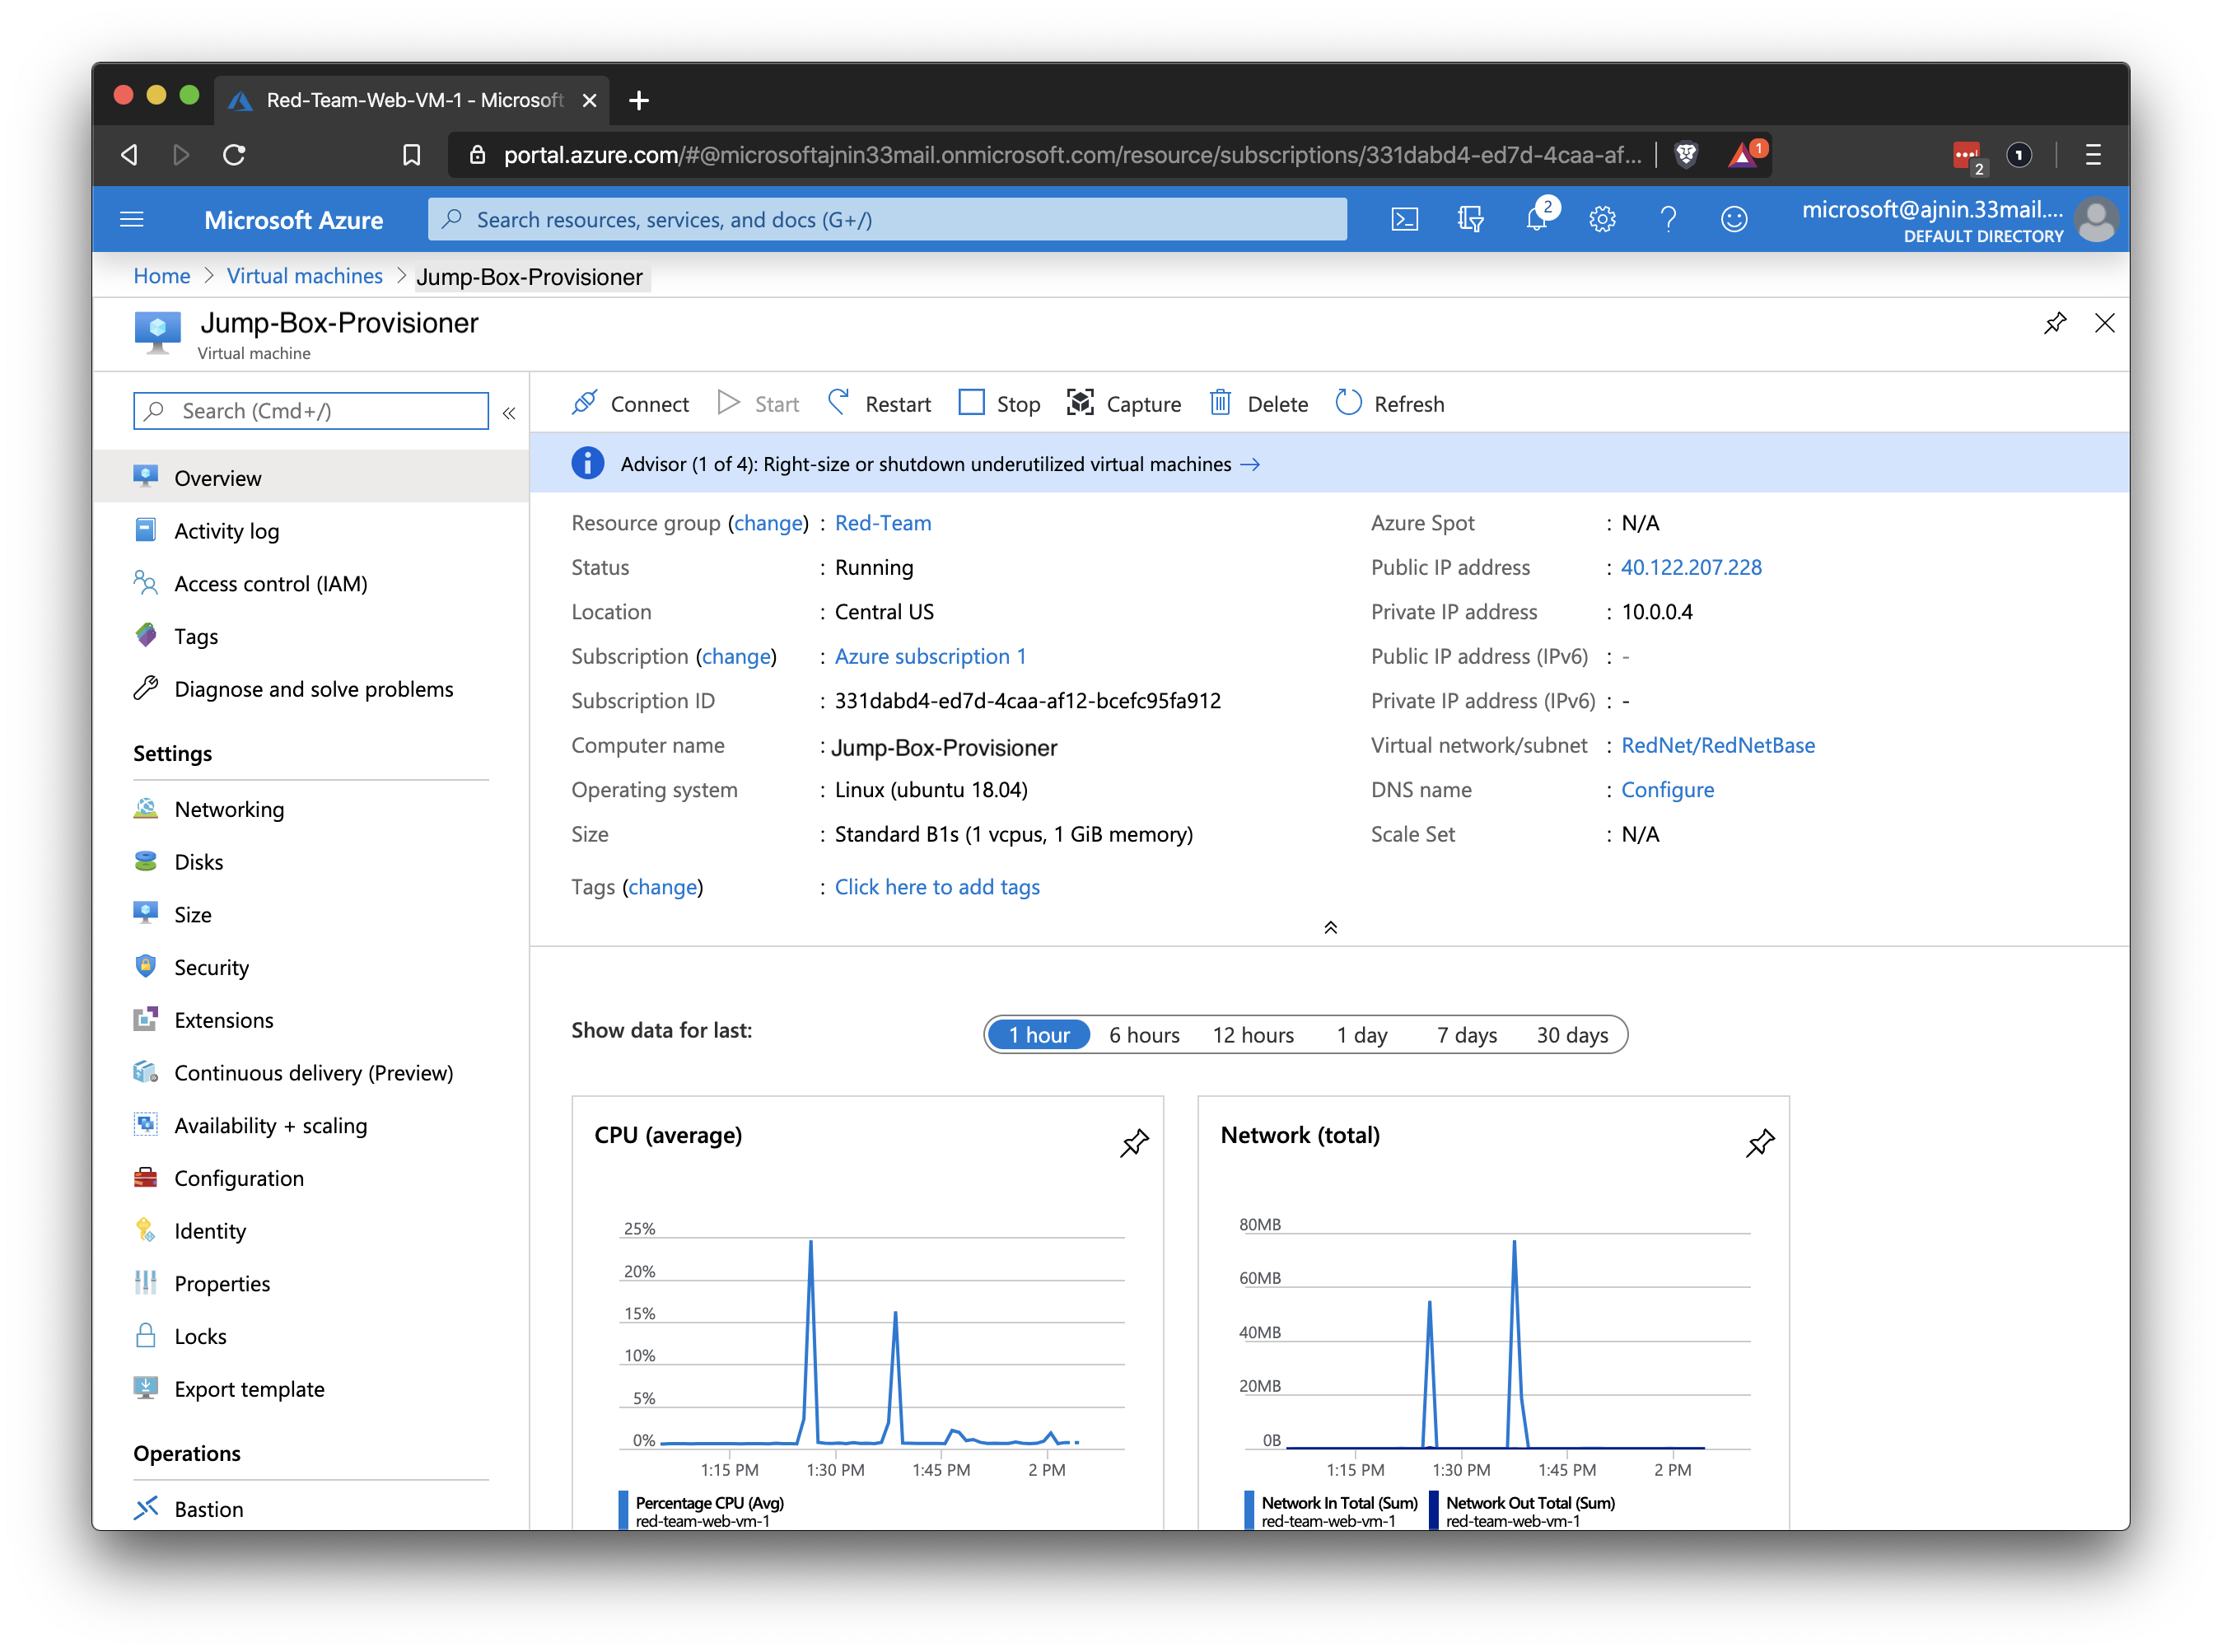 Red-Team-Web-VM-1 - Microsoft
portal.azure.com/#@microsoftajnin33mail.onmicrosoft.com/resource/subscriptions/331dabd4-ed7d-4caa-af...
1
2
1
Microsoft Azure
Search resources, services, and docs (G+/)
2
microsoft@ajnin.33mail....
DEFAULT DIRECTORY
Home > Virtual machines > Jump-Box-Provisioner
Jump-Box-Provisioner
Virtual machine
Search (Cmd+/)
«
Overview
Activity log
Access control (IAM)
Tags
Diagnose and solve problems
Settings
Networking
Disks
Size
Security
Extensions
Continuous delivery (Preview)
Availability + scaling
Configuration
Identity
Properties
Locks
Export template
Operations
Bastion
Connect Start Restart Stop Capture Delete Refresh
Advisor (1 of 4): Right-size or shutdown underutilized virtual machines →
Resource group (change) : Red-Team
Status : Running
Location : Central US
Subscription (change) : Azure subscription 1
Subscription ID : 331dabd4-ed7d-4caa-af12-bcefc95fa912
Computer name : Jump-Box-Provisioner
Operating system : Linux (ubuntu 18.04)
Size : Standard B1s (1 vcpus, 1 GiB memory)
Tags (change) : Click here to add tags
Azure Spot : N/A
Public IP address : 40.122.207.228
Private IP address : 10.0.0.4
Public IP address (IPv6) : -
Private IP address (IPv6) : -
Virtual network/subnet : RedNet/RedNetBase
DNS name : Configure
Scale Set : N/A
Show data for last:
1 hour 6 hours 12 hours 1 day 7 days 30 days
CPU (average)
25%
20%
15%
10%
5%
0%
1:15 PM 1:30 PM 1:45 PM 2 PM
Percentage CPU (Avg)
red-team-web-vm-1
Network (total)
80MB
60MB
40MB
20MB
0B
1:15 PM 1:30 PM 1:45 PM 2 PM
Network In Total (Sum) Network Out Total (Sum)
red-team-web-vm-1 red-team-web-vm-1